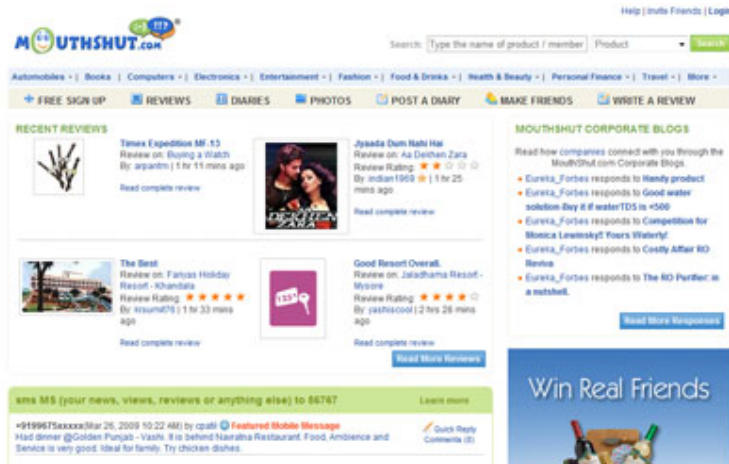 Help | Invite Friends | Login
MOUTHSHUT.COM
Search: Type the name of product / member Product Search
Automobiles | Books | Computers | Electronics | Entertainment | Fashion | Food & Drinks | Health & Beauty | Personal Finance | Travel | More
FREE SIGN UP REVIEWS DIARIES PHOTOS POST A DIARY MAKE FRIENDS WRITE A REVIEW
RECENT REVIEWS
Timex Expedition MF-13
Review on: Buying a Watch
By: arpantm | 1 hr 11 mins ago
Read complete review
Jyaada Dum Nahi Hai
Review on: Aa Dekhen Zara
Review Rating:
By: indian1969 | 1 hr 25
mins ago
Read complete review
DEKHEN
ZARA
The Best
Review on: Fariyas Holiday
Resort - Khandala
Review Rating:
By: 1 hr 33 mins
ago
Read complete review
Good Resort Overall.
Review on: Jaladhama Resort -
Mysore
Review Rating:
By: yashiscool | 2 hrs 26 mins
ago
Read complete review
Read More Reviews
MOUTHSHUT CORPORATE BLOGS
Read how companies connect with you through the
MouthShut.com Corporate Blogs.
Eureka_Forbes responds to Handy product
Eureka_Forbes responds to Good water
solution-Buy it if waterTDS is <500
Eureka_Forbes responds to Competition for
Monica Lewinsky!! Yours Waterly!
Eureka_Forbes responds to Costly Affair RO
Reviva
Eureka_Forbes responds to The RO Purifier: in
a nutshell.
Read More Responses
Win Real Friends
sms MS (your news, views, reviews or anything else) to 56767
Learn more
+9199675xxxxx(Mar 26, 2009 10:22 AM) by cpatil Featured Mobile Message
Had dinner @Golden Punjab - Vashi. It is behind Navratna Restaurant. Food, Ambience and
Service is very good. Ideal for family. Try chicken dishes.
Quick Reply
Comments (0)